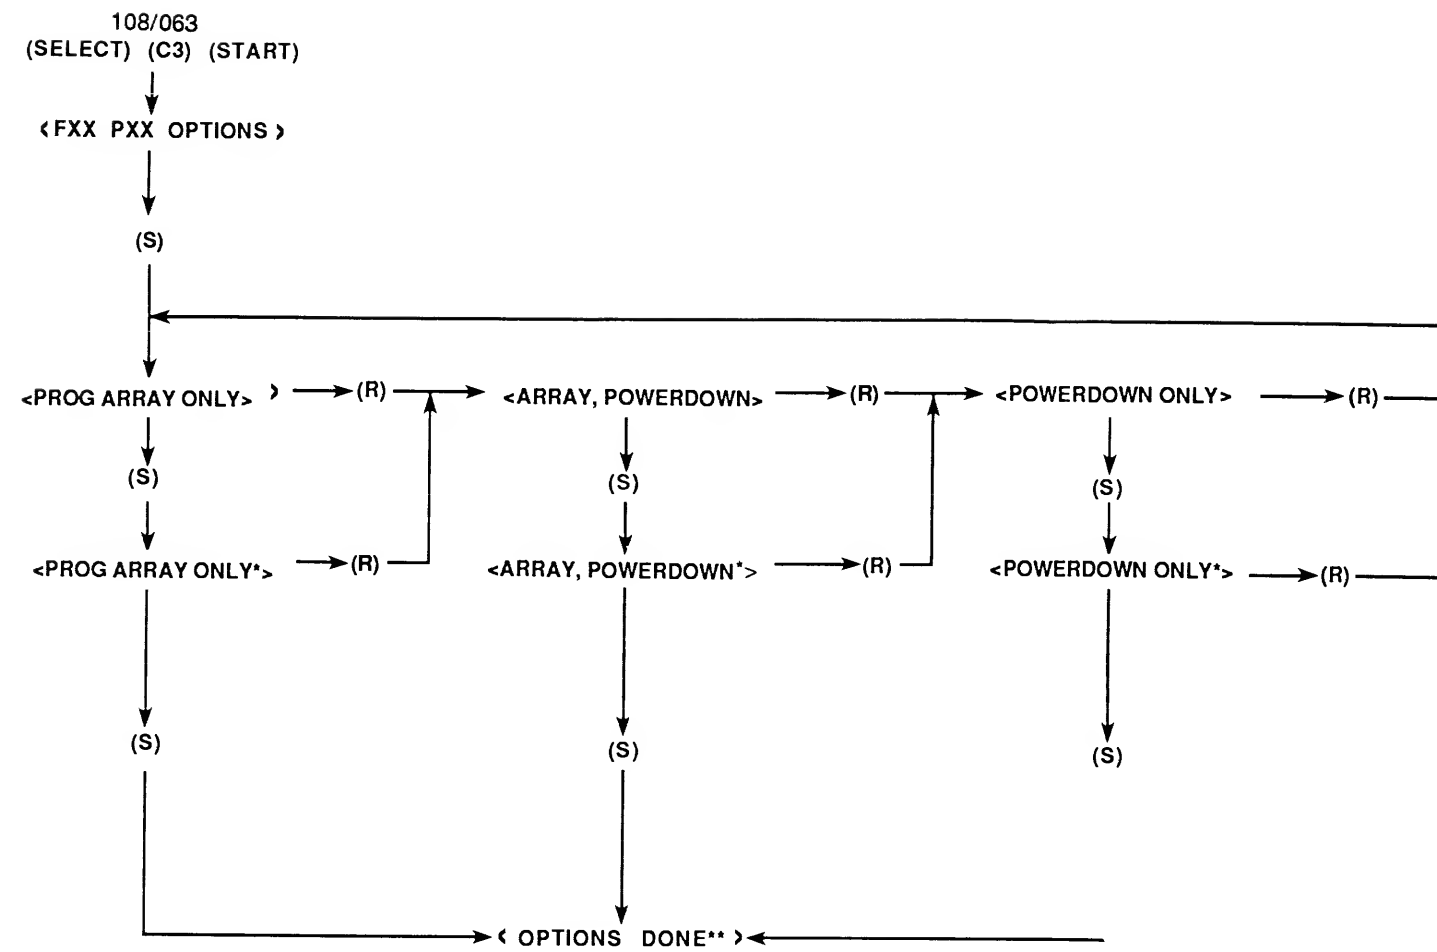 108/063
(SELECT) (C3) (START)
<FXX PXX OPTIONS>
(S)
<PROG ARRAY ONLY> > (R) <ARRAY, POWERDOWN> (R) <POWERDOWN ONLY> (R)
(S) (S) (S)
<PROG ARRAY ONLY*> (R) <ARRAY, POWERDOWN*> (R) <POWERDOWN ONLY*> (R)
(S) (S) (S)
< OPTIONS DONE** >